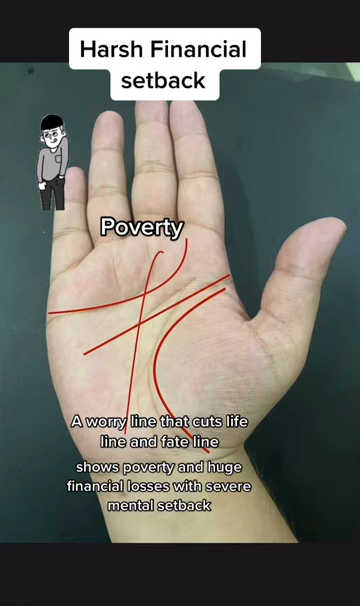 Harsh Financial
setback
Poverty
A worry line that cuts life
line and fate line
shows poverty and huge
financial losses with severe
mental setback